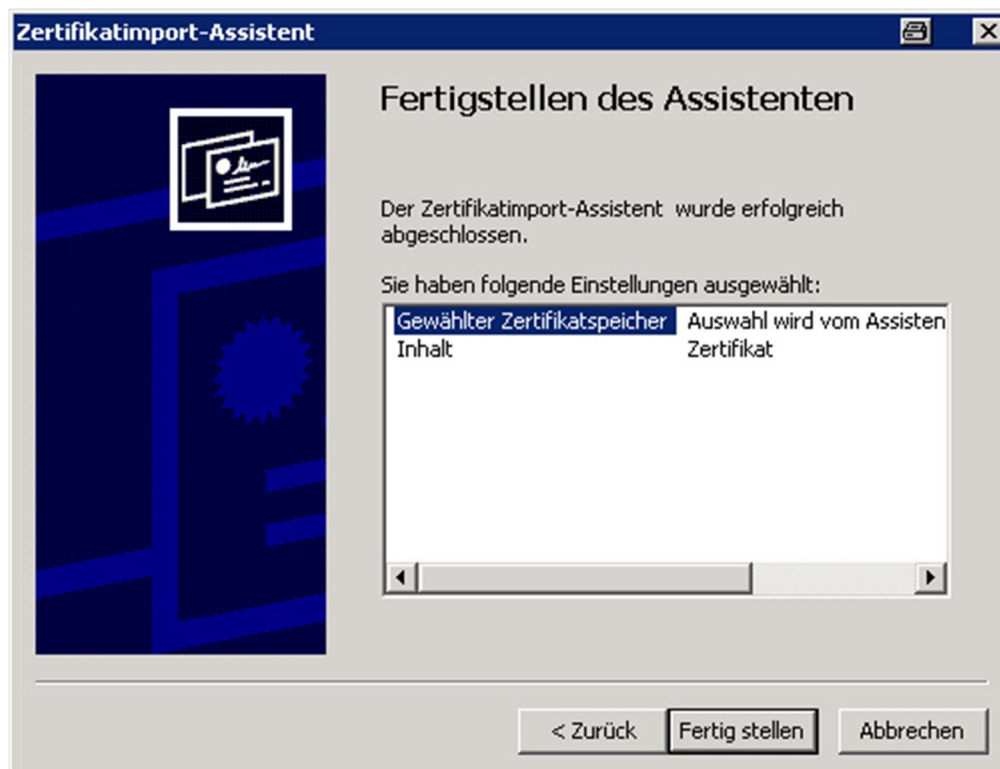 Zertifikatimport-Assistent
Fertigstellen des Assistenten
Der Zertifikatimport-Assistent wurde erfolgreich
abgeschlossen.
Sie haben folgende Einstellungen ausgewählt:
Gewählter Zertifikatspeicher Auswahl wird vom Assisten
Inhalt Zertifikat
< Zurück Fertig stellen Abbrechen